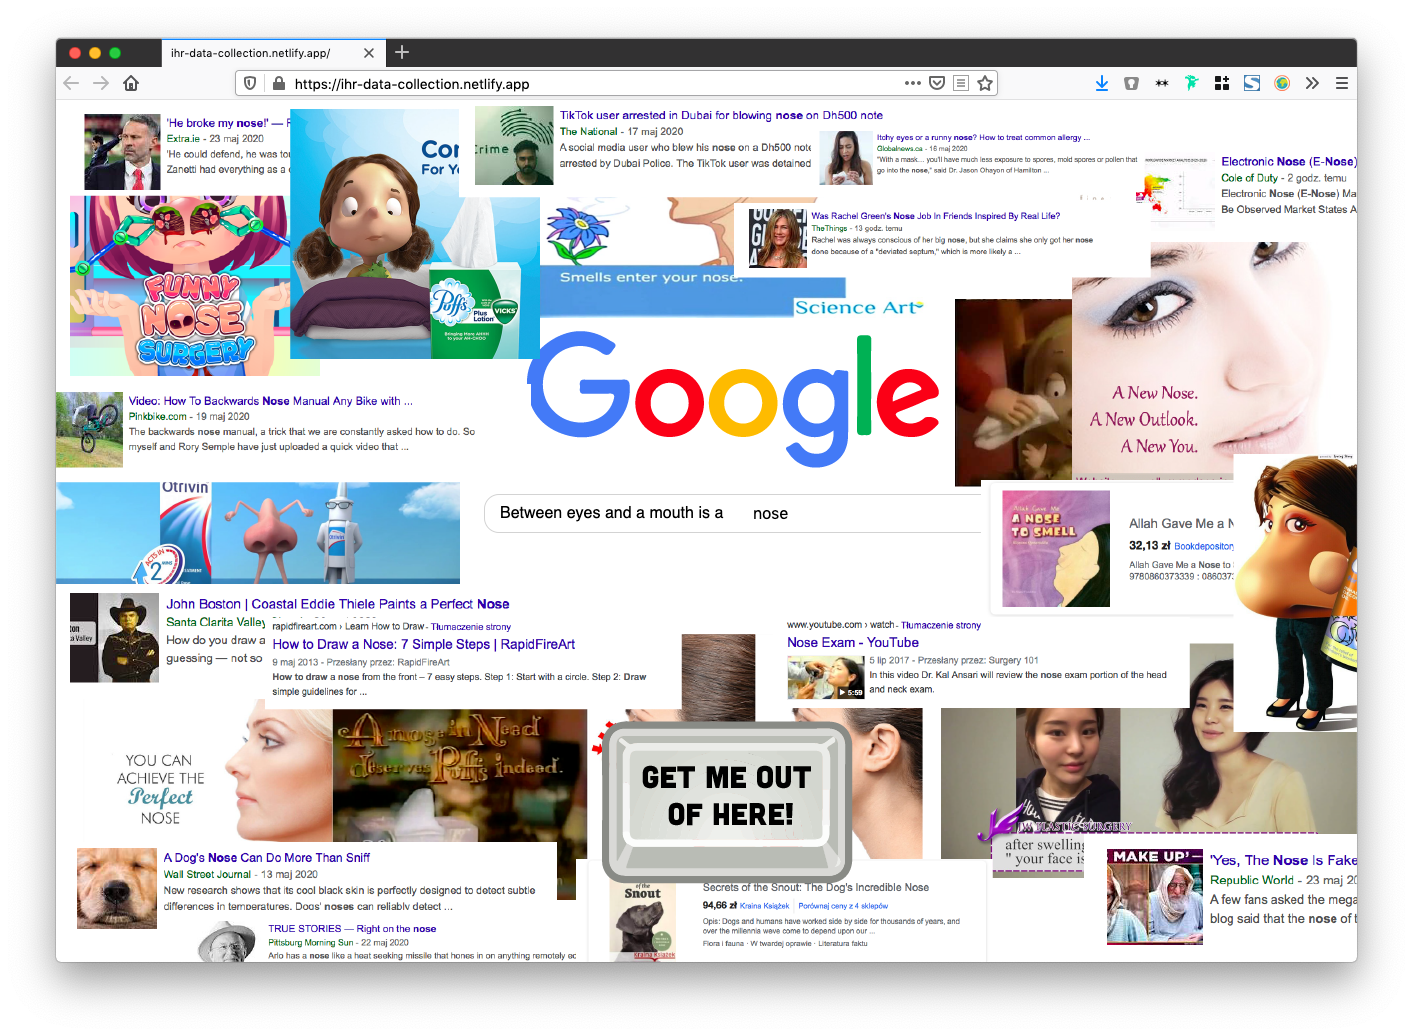 ihr-data-collection.netlify.app/
https://ihr-data-collection.netlify.app
'He broke my nose!' —
Extra.ie - 23 maj 2020
'He could defend, he was to
Zanetti had everything as a
Con
For Yo
Puffs
Plus
Lotion
VICKS
Bringing More AHHH
to your AH-CHOO
FUNNY
NOSE
SURGERY
Crime
TikTok user arrested in Dubai for blowing nose on Dh500 note
The National - 17 maj 2020
A social media user who blew his nose on a Dh500 note
arrested by Dubai Police. The TikTok user was detained
Itchy eyes or a runny nose? How to treat common allergy ...
Globalnews.ca - 16 maj 2020
"With a mask... you'll have much less exposure to spores, mold spores or pollen that
go into the nose," said Dr. Jason Ohayon of Hamilton ...
Electronic Nose (E-Nose)
Cole of Duty - 2 godz. temu
Electronic Nose (E-Nose) Ma
Be Observed Market States A
Was Rachel Green's Nose Job In Friends Inspired By Real Life?
TheThings - 13 godz. temu
Rachel was always conscious of her big nose, but she claims she only got her nose
done because of a "deviated septum," which is more likely a ...
Smells enter your nose.
Science Art
Google
A New Nose.
A New Outlook.
A New You.
Video: How To Backwards Nose Manual Any Bike with ...
Pinkbike.com - 19 maj 2020
The backwards nose manual, a trick that we are constantly asked how to do. So
myself and Rory Semple have just uploaded a quick video that ...
Otrivin
ACTS IN
2
MINS
Otrivin
Between eyes and a mouth is a nose
Allah Gave Me
A NOSE
TO SMELL
Allah Gave Me a N
32,13 zł Bookdepository
Allah Gave Me a Nose to
9780860373339 : 086037
John Boston | Coastal Eddie Thiele Paints a Perfect Nose
Santa Clarita Valley
How do you draw a
guessing — not so
rapidfireart.com › Learn How to Draw - Tłumaczenie strony
How to Draw a Nose: 7 Simple Steps | RapidFireArt
9 maj 2013 - Przesłany przez: RapidFireArt
How to draw a nose from the front – 7 easy steps. Step 1: Start with a circle. Step 2: Draw
simple guidelines for ...
www.youtube.com › watch - Tłumaczenie strony
Nose Exam - YouTube
5:59
5 lip 2017 - Przesłany przez: Surgery 101
In this video Dr. Kal Ansari will review the nose exam portion of the head
and neck exam.
YOU CAN
ACHIEVE THE
Perfect
NOSE
A nose in Need
deserves Puffs indeed.
GET ME OUT
OF HERE!
PLASTIC SURGERY
after swelling
" your face is
A Dog's Nose Can Do More Than Sniff
Wall Street Journal - 13 maj 2020
New research shows that its cool black skin is perfectly designed to detect subtle
differences in temperatures. Dogs' noses can reliably detect ...
TRUE STORIES — Right on the nose
Pittsburg Morning Sun - 22 maj 2020
Arlo has a nose like a heat seeking missile that hones in on anything remotely ec
of the
Snout
Secrets of the Snout: The Dog's Incredible Nose
94,66 zł Kraina Książek | Porównaj ceny z 4 sklepów
Opis: Dogs and humans have worked side by side for thousands of years, and
over the millennia weve come to depend upon our ...
Flora i fauna · W twardej oprawie · Literatura faktu
MAKE UP'—
'Yes, The Nose Is Fake
Republic World - 23 maj 20
A few fans asked the mega
blog said that the nose of t